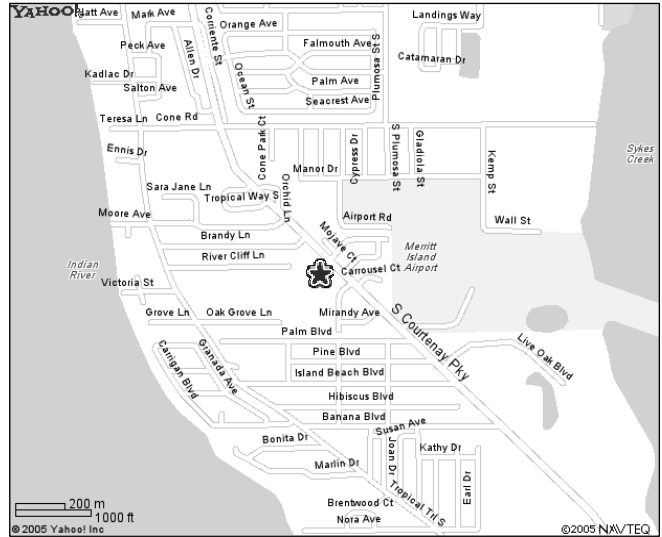 YAHOO!
Platt Ave
Mark Ave
Corriente St
Orange Ave
Landings Way
Peck Ave
Allen Dr
Falmouth Ave
Plumosa St S
Catamaran Dr
Kadlac Dr
Salton Ave
Ocean St
Palm Ave
Seacrest Ave
Teresa Ln
Cone Rd
Cone Park Ct
Cypress Dr
S Plumosa St
Gladiola St
Kemp St
Sykes
Creek
Ennis Dr
Manor Dr
Sara Jane Ln
Tropical Way S
Orchid Ln
Moore Ave
Airport Rd
Wall St
Brandy Ln
Mojave Ct
Merritt
Island
Airport
River Cliff Ln
Carrousel Ct
Indian
River
Victoria St
Grove Ln
Oak Grove Ln
Mirandy Ave
S Courtenay Pky
Palm Blvd
Live Oak Blvd
Carrigan Blvd
Granada Ave
Pine Blvd
Island Beach Blvd
Hibiscus Blvd
Banana Blvd
Susan Ave
Bonita Dr
Joan Dr
Kathy Dr
Marlin Dr
Tropical Trl S
Earl Dr
Brentwood Ct
Nora Ave
200 m
1000 ft
© 2005 Yahoo! Inc
©2005 NAVTEQ